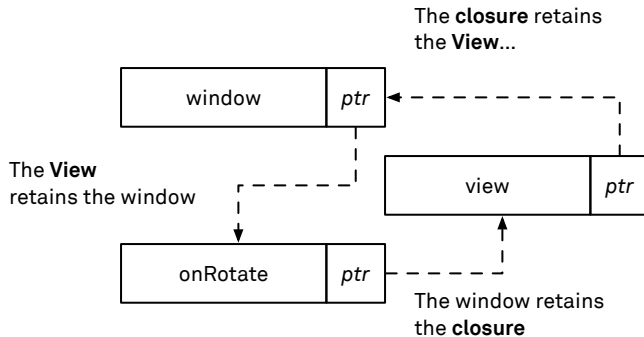 The closure retains
the View...
window
ptr
The View
retains the window
view
ptr
onRotate
ptr
The window retains
the closure